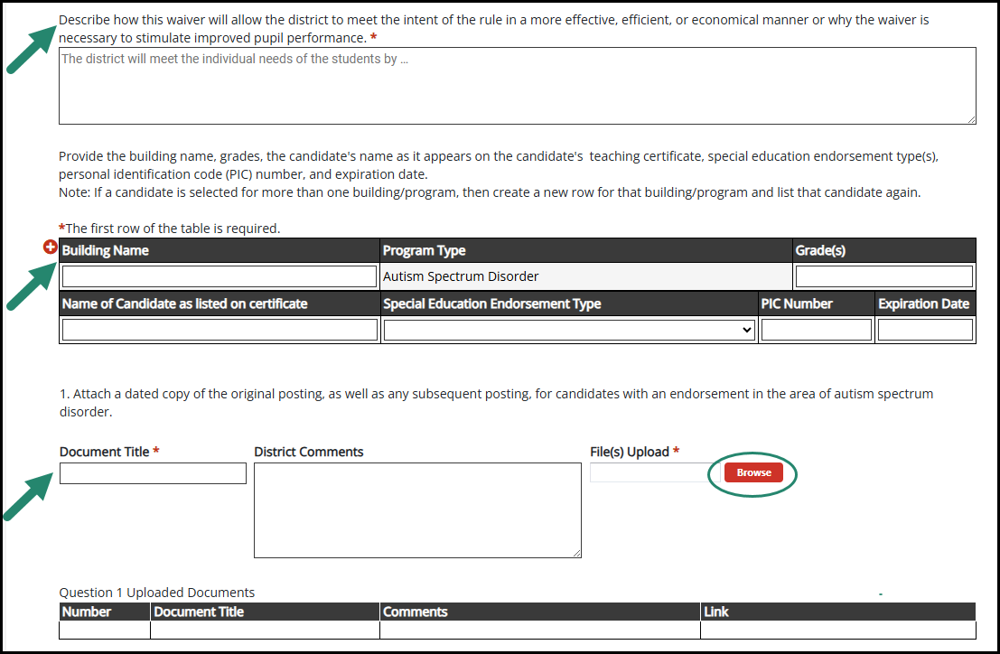 Describe how this waiver will allow the district to meet the intent of the rule in a more effective, efficient, or economical manner or why the waiver is
necessary to stimulate improved pupil performance. *
The district will meet the individual needs of the students by ...
Provide the building name, grades, the candidate's name as it appears on the candidate's  teaching certificate, special education endorsement type(s),
personal identification code (PIC) number, and expiration date.
Note: If a candidate is selected for more than one building/program, then create a new row for that building/program and list that candidate again.
*The first row of the table is required.
Building Name Program Type Grade(s)
Autism Spectrum Disorder
Name of Candidate as listed on certificate Special Education Endorsement Type PIC Number Expiration Date
1. Attach a dated copy of the original posting, as well as any subsequent posting, for candidates with an endorsement in the area of autism spectrum
disorder.
Document Title * District Comments File(s) Upload *
Browse
Question 1 Uploaded Documents
Number Document Title Comments Link